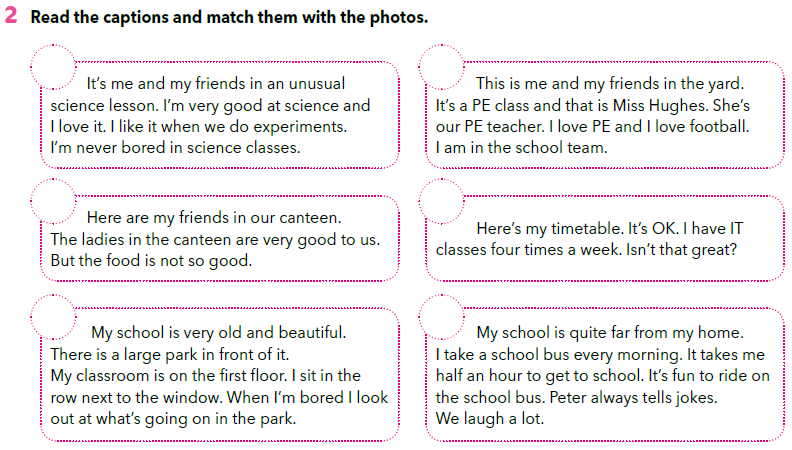 2 Read the captions and match them with the photos.
It's me and my friends in an unusual
science lesson. I'm very good at science and
I love it. I like it when we do experiments.
I'm never bored in science classes.
This is me and my friends in the yard.
It's a PE class and that is Miss Hughes. She's
our PE teacher. I love PE and I love football.
I am in the school team.
Here are my friends in our canteen.
The ladies in the canteen are very good to us.
But the food is not so good.
Here's my timetable. It's OK. I have IT
classes four times a week. Isn't that great?
My school is very old and beautiful.
There is a large park in front of it.
My classroom is on the first floor. I sit in the
row next to the window. When I'm bored I look
out at what's going on in the park.
My school is quite far from my home.
I take a school bus every morning. It takes me
half an hour to get to school. It's fun to ride on
the school bus. Peter always tells jokes.
We laugh a lot.